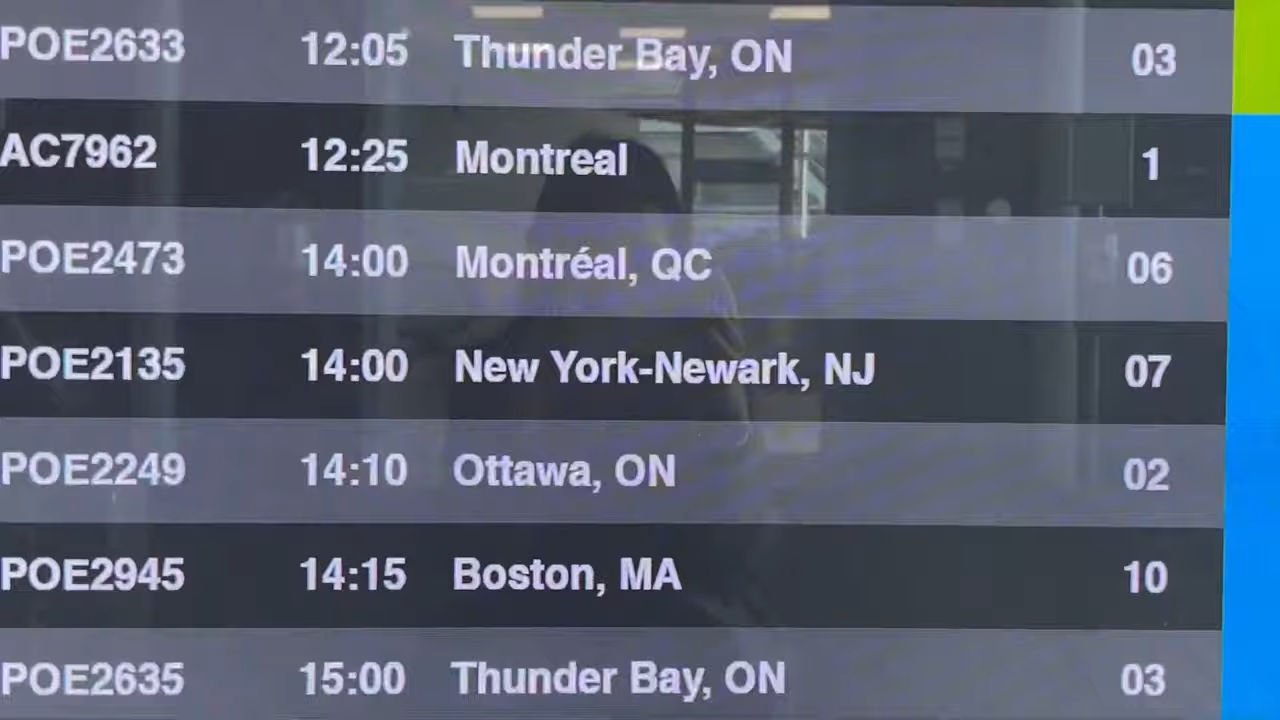 POE2633 12:05 Thunder Bay, ON 03
AC7962 12:25 Montreal 1
POE2473 14:00 Montréal, QC 06
POE2135 14:00 New York-Newark, NJ 07
POE2249 14:10 Ottawa, ON 02
POE2945 14:15 Boston, MA 10
POE2635 15:00 Thunder Bay, ON 03